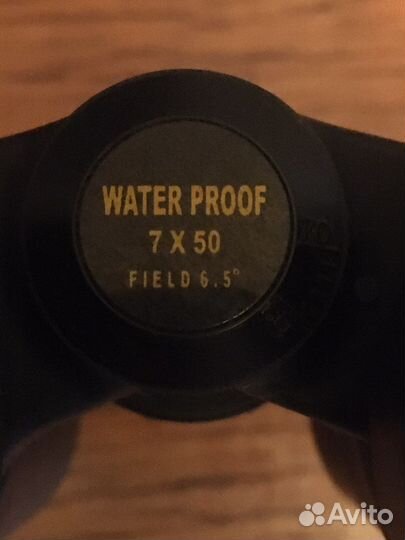 WATER PROOF
7 X 50
FIELD 6.5°
Avito